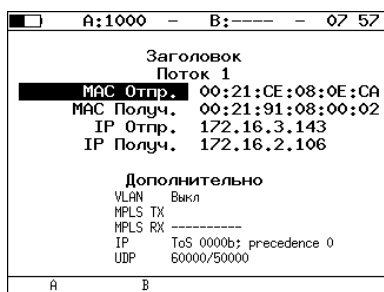 A:1000 – B:---- – 07 57
Заголовок
Поток 1
MAC Отпр. 00:21:CE:08:0E:CA
MAC Получ. 00:21:91:08:00:02
IP Отпр. 172.16.3.143
IP Получ. 172.16.2.106
Дополнительно
VLAN Выкл
MPLS TX
MPLS RX ----------
IP ToS 0000b; precedence 0
UDP 60000/50000
A B